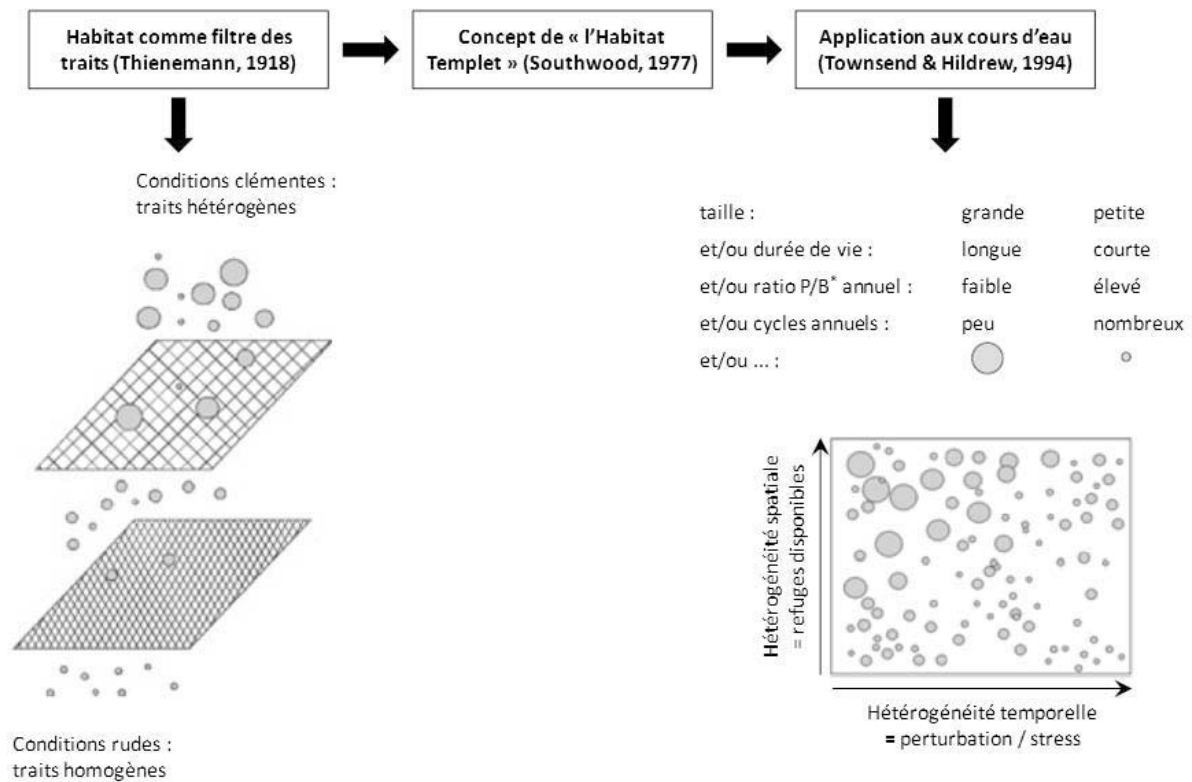 Habitat comme filtre des
traits (Thienemann, 1918)
Concept de « l'Habitat
Templet » (Southwood, 1977)
Application aux cours d'eau
(Townsend & Hildrew, 1994)
Conditions clémentes :
traits hétérogènes
taille : grande petite
et/ou durée de vie : longue courte
et/ou ratio P/B* annuel : faible élevé
et/ou cycles annuels : peu nombreux
et/ou ... :
Hétérogénéité spatiale
= refuges disponibles
Hétérogénéité temporelle
= perturbation / stress
Conditions rudes :
traits homogènes